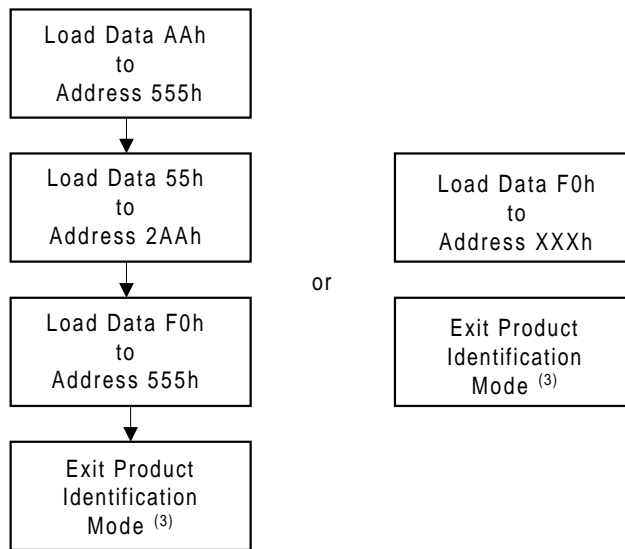 Load Data AAh
to
Address 555h
Load Data 55h
to
Address 2AAh
Load Data F0h
to
Address 555h
Exit Product
Identification
Mode (3)
or
Load Data F0h
to
Address XXXh
Exit Product
Identification
Mode (3)